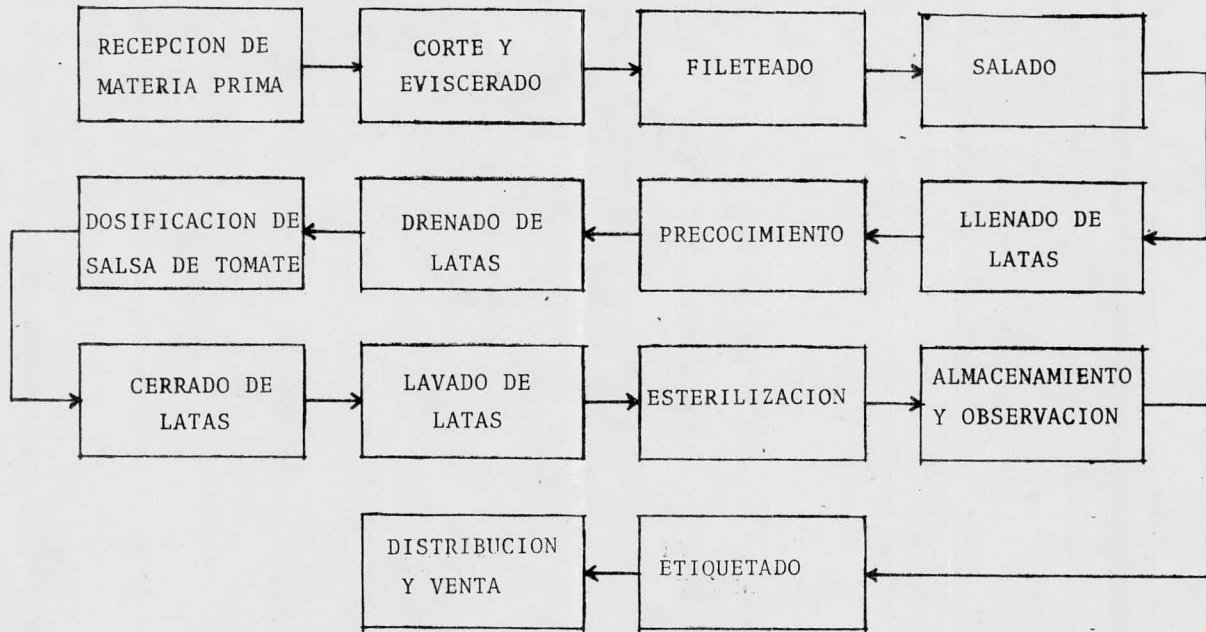 RECEPCION DE
MATERIA PRIMA
CORTE Y
EVISCERADO
FILETEADO
SALADO
LLENADO DE
LATAS
PRECOCIMIENTO
DRENADO DE
LATAS
DOSIFICACION DE
SALSA DE TOMATE
CERRADO DE
LATAS
LAVADO DE
LATAS
ESTERILIZACION
ALMACENAMIENTO
Y OBSERVACION
ETIQUETADO
DISTRIBUCION
Y VENTA